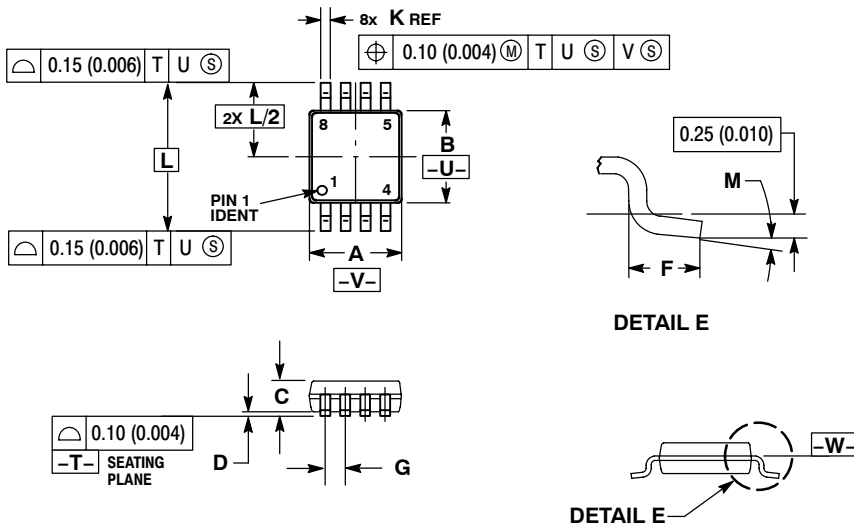 8x K REF
⌖ 0.10 (0.004) Ⓜ T U Ⓢ V Ⓢ
⌓ 0.15 (0.006) T U Ⓢ
2X L/2
8 5
B
-U-
L
PIN 1
IDENT
1
4
⌓ 0.15 (0.006) T U Ⓢ
A
-V-
0.25 (0.010)
M
F
DETAIL E
C
⌓ 0.10 (0.004)
-T- SEATING
PLANE
D
G
-W-
DETAIL E